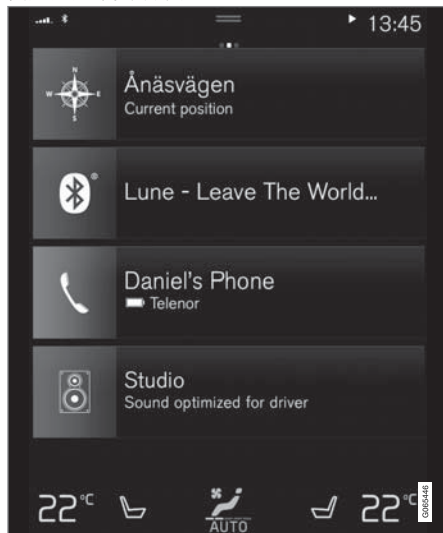 13:45
N
W
E
S
Ånäsvägen
Current position
Lune - Leave The World...
Daniel's Phone
Telenor
Studio
Sound optimized for driver
22°C
AUTO
22°C
G065446